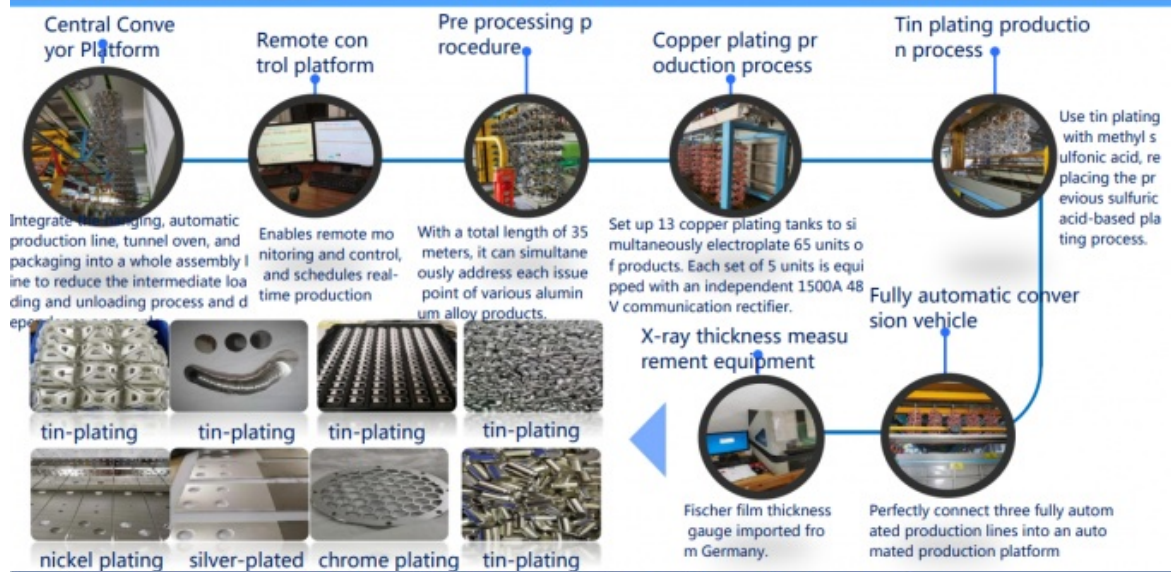 Central Conve
yor Platform
Integrate the hanging, automatic
production line, tunnel oven, and
packaging into a whole assembly l
ine to reduce the intermediate loa
ding and unloading process and d
Remote con
trol platform
Enables remote mo
nitoring and control,
and schedules real-
time production
Pre processing p
rocedure
With a total length of 35
meters, it can simultane
ously address each issue
point of various alumin
um alloy products.
Copper plating pr
oduction process
Set up 13 copper plating tanks to si
multaneously electroplate 65 units o
f products. Each set of 5 units is equi
pped with an independent 1500A 48
V communication rectifier.
Tin plating productio
n process
Use tin plating
with methyl s
ulfonic acid, re
placing the pr
evious sulfuric
acid-based pla
ting process.
Fully automatic conver
sion vehicle
Perfectly connect three fully autom
ated production lines into an auto
mated production platform
X-ray thickness measu
rement equipment
Fischer film thickness
gauge imported fro
m Germany.
tin-plating
tin-plating
tin-plating
tin-plating
nickel plating
silver-plated
chrome plating
tin-plating